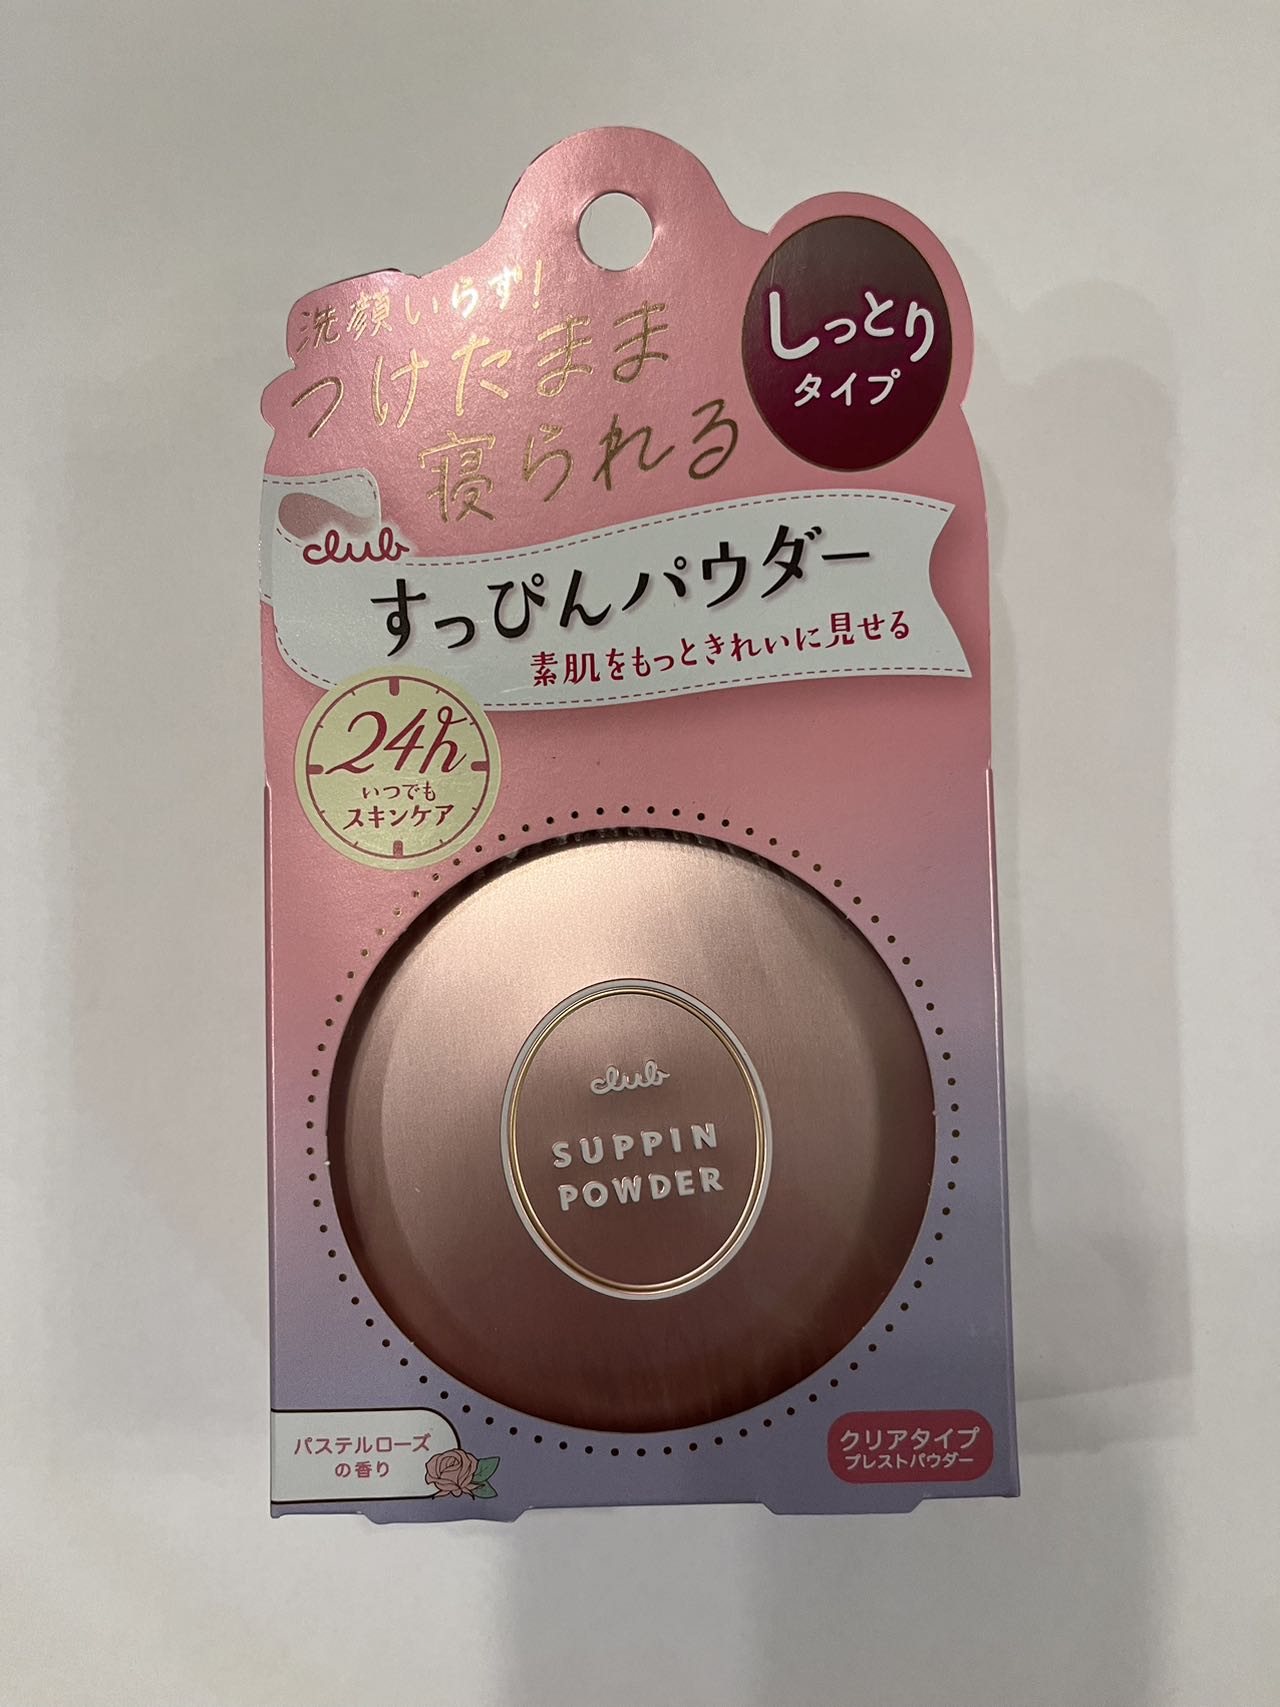 洗顔いらず!
つけたまま
寝られる
しっとり
タイプ
club
すっぴんパウダー
素肌をもっときれいに見せる
24h
いつでも
スキンケア
club
SUPPIN
POWDER
パステルローズ
の香り
クリアタイプ
プレストパウダー